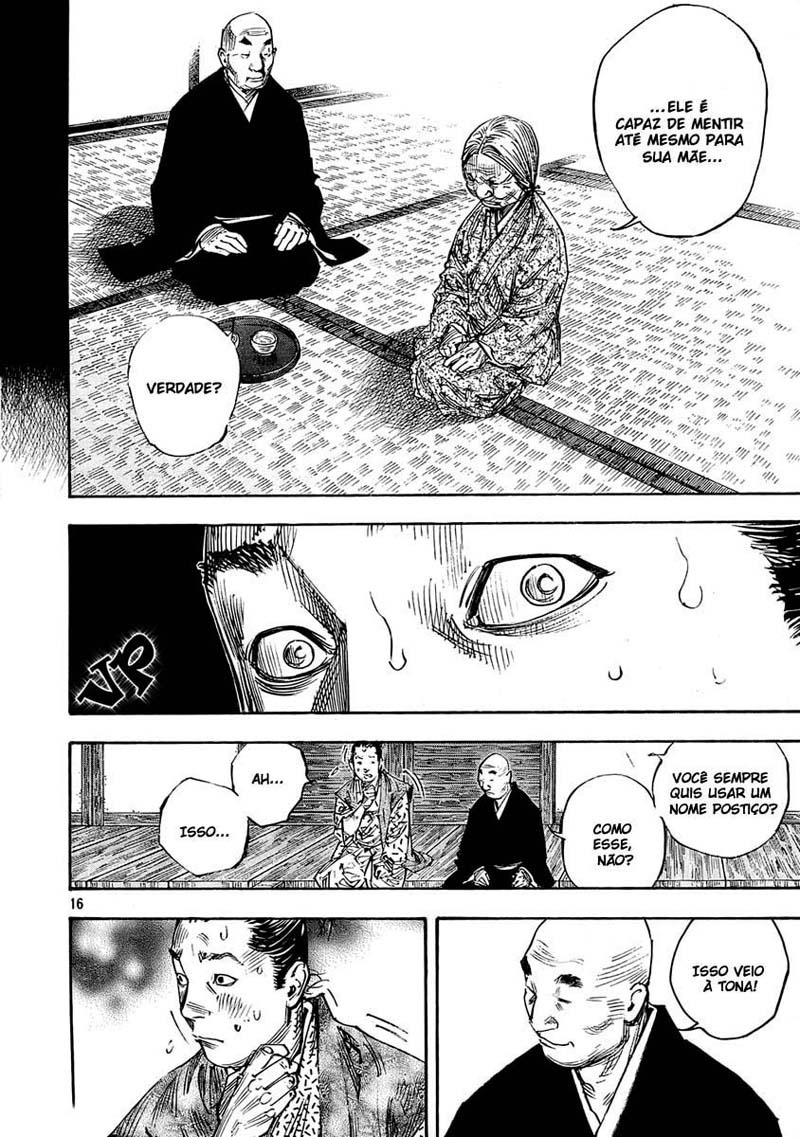 ...ELE É
CAPAZ DE MENTIR
ATÉ MESMO PARA
SUA MÃE...
VERDADE?
VOCÊ SEMPRE
QUIS USAR UM
NOME POSTIÇO?
COMO
ESSE,
NÃO?
AH...
ISSO...
16
ISSO VEIO
À TONA!